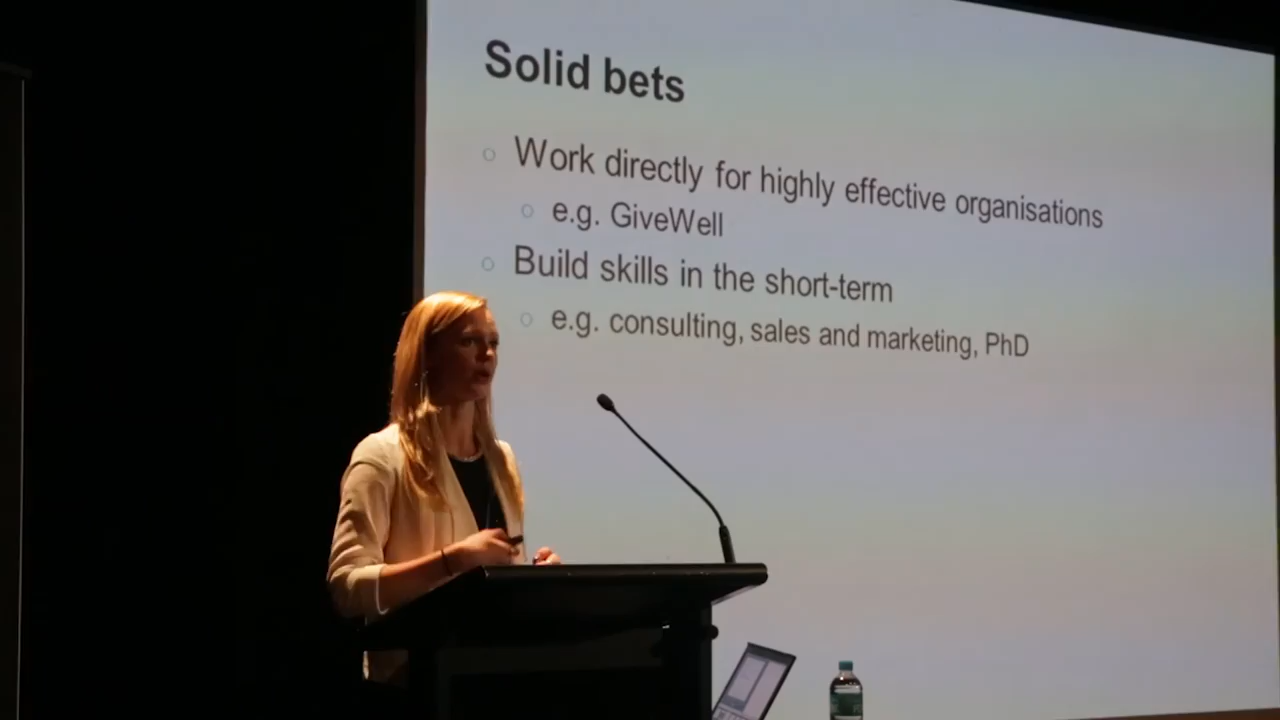 Solid bets
Work directly for highly effective organisations
e.g. GiveWell
Build skills in the short-term
e.g. consulting, sales and marketing, PhD